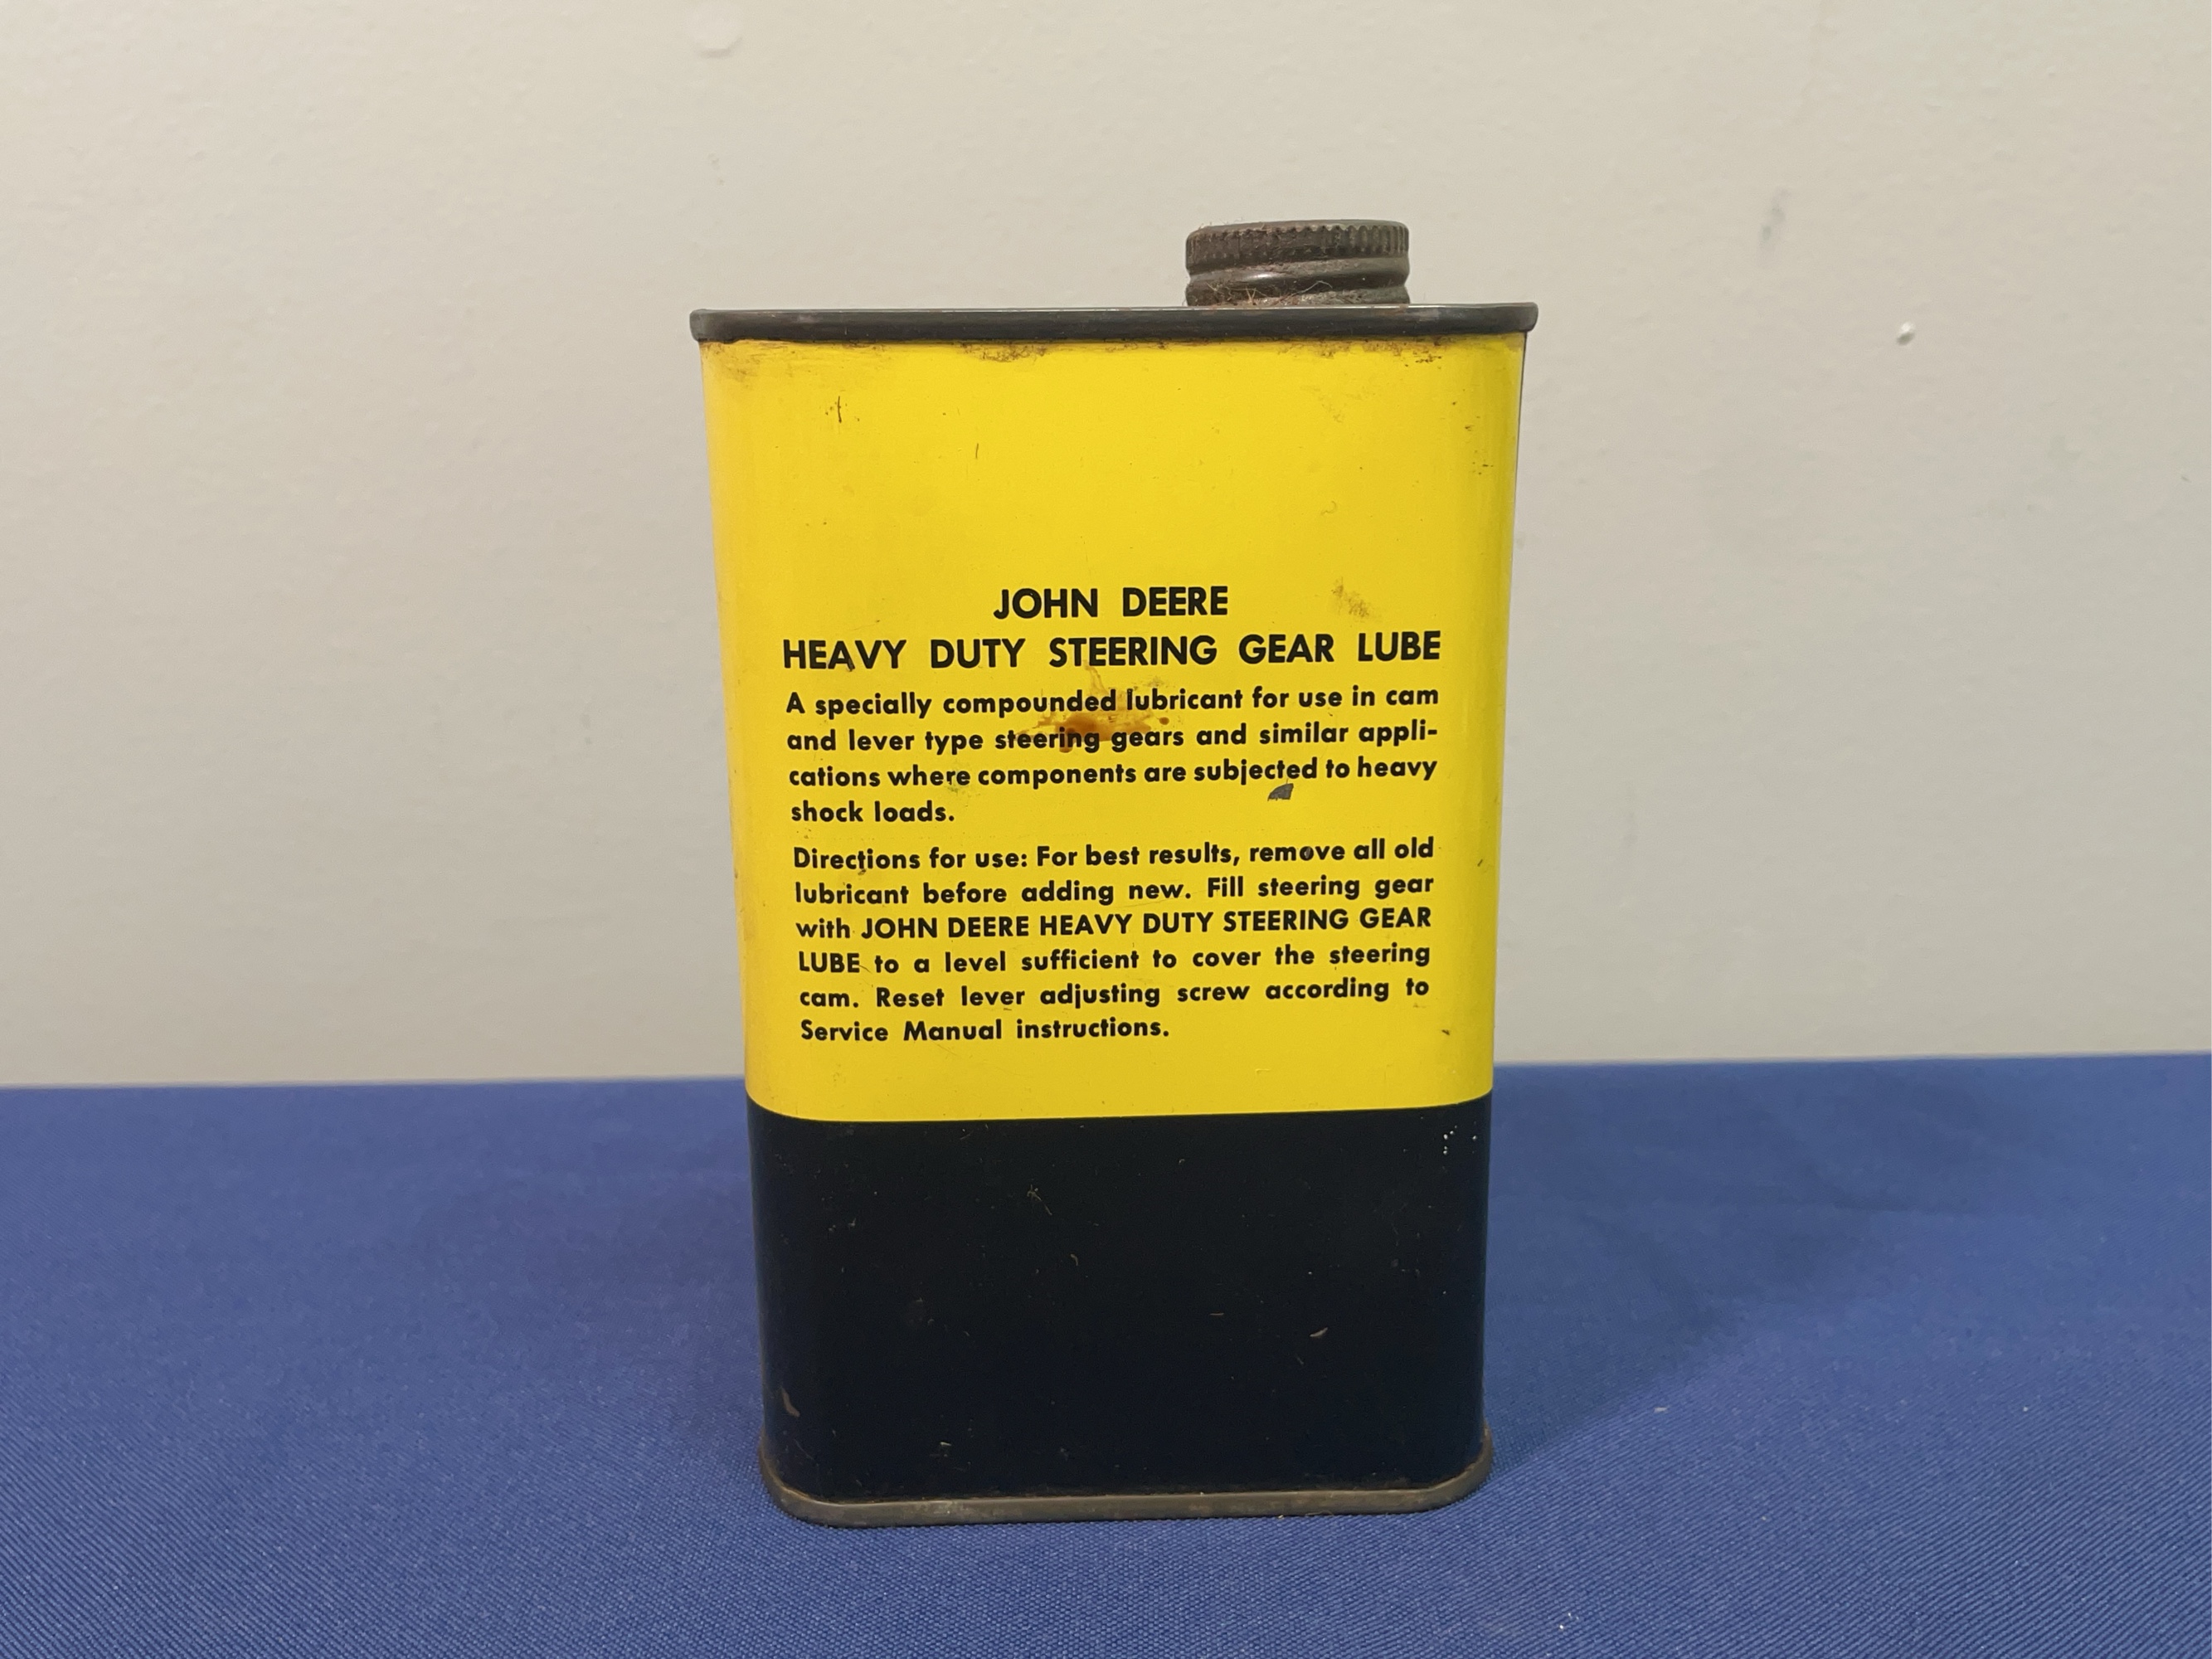 JOHN DEERE
HEAVY DUTY STEERING GEAR LUBE
A specially compounded lubricant for use in cam
and lever type steering gears and similar appli-
cations where components are subjected to heavy
shock loads.
Directions for use: For best results, remove all old
lubricant before adding new. Fill steering gear
with JOHN DEERE HEAVY DUTY STEERING GEAR
LUBE to a level sufficient to cover the steering
cam. Reset lever adjusting screw according to
Service Manual instructions.